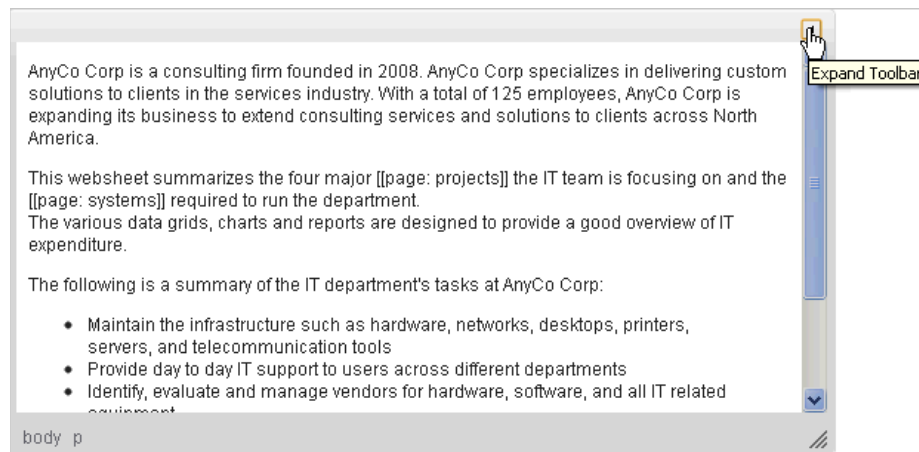 Expand Toolbar
AnyCo Corp is a consulting firm founded in 2008. AnyCo Corp specializes in delivering custom
solutions to clients in the services industry. With a total of 125 employees, AnyCo Corp is
expanding its business to extend consulting services and solutions to clients across North
America.
This websheet summarizes the four major [[page: projects]] the IT team is focusing on and the
[[page: systems]] required to run the department.
The various data grids, charts and reports are designed to provide a good overview of IT
expenditure.
The following is a summary of the IT department's tasks at AnyCo Corp:
• Maintain the infrastructure such as hardware, networks, desktops, printers,
servers, and telecommunication tools
• Provide day to day IT support to users across different departments
• Identify, evaluate and manage vendors for hardware, software, and all IT related
equipment
body p